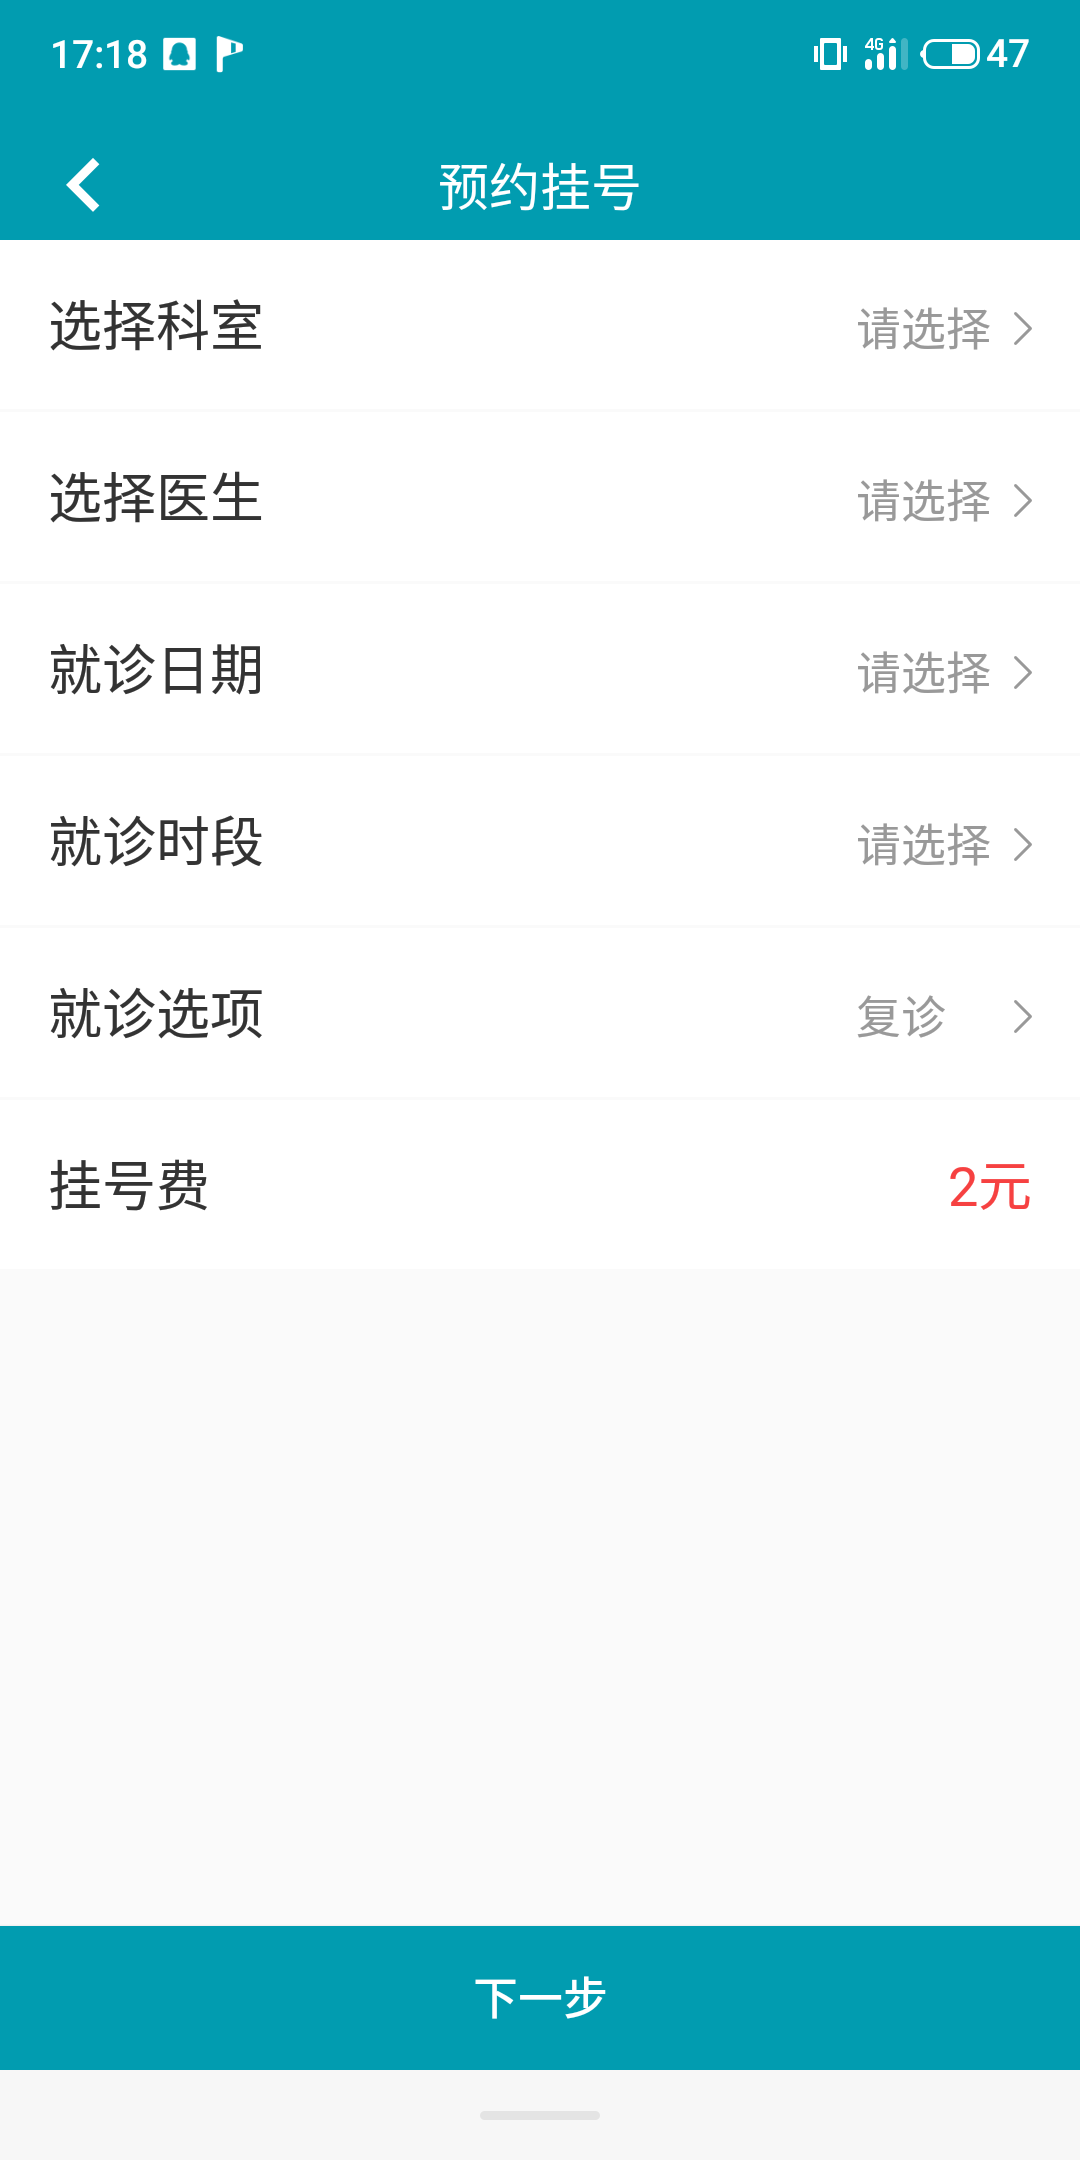 17:18 4G 47
预约挂号
选择科室 请选择
选择医生 请选择
就诊日期 请选择
就诊时段 请选择
就诊选项 复诊
挂号费 2元
下一步